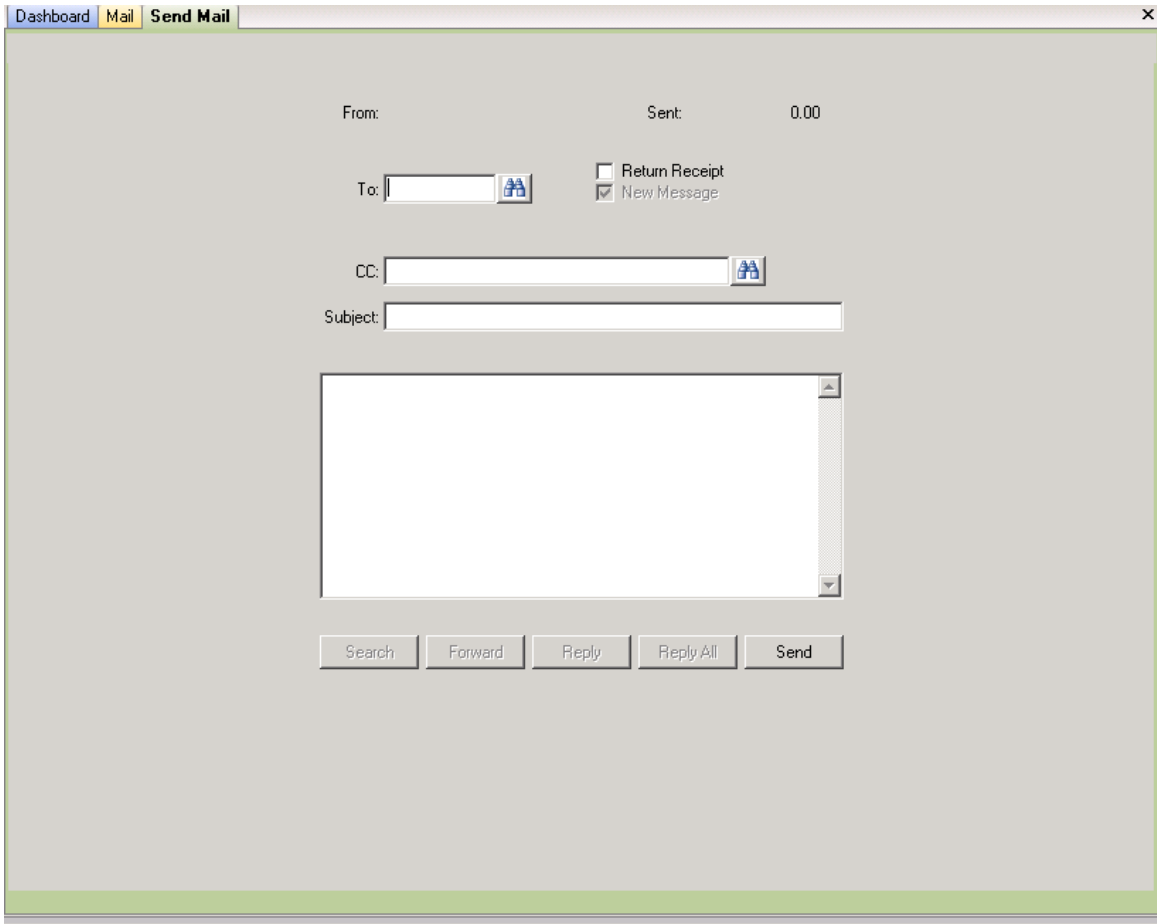 Dashboard Mail Send Mail
From: Sent: 0.00
To: Return Receipt
New Message
CC:
Subject:
Search Forward Reply Reply All Send